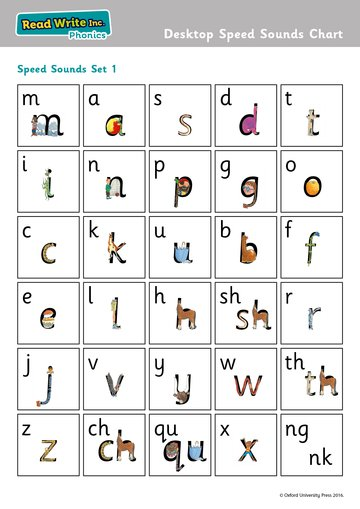 Read Write Inc.
Phonics
Desktop Speed Sounds Chart
Speed Sounds Set 1
m a s d t
m a s d t
i n p g o
i n p g o
c k u b f
c k u b f
e l h sh r
e l h sh r
j v y w th
j v y w th
z ch qu x ng
z ch qu x nk
© Oxford University Press 2016.